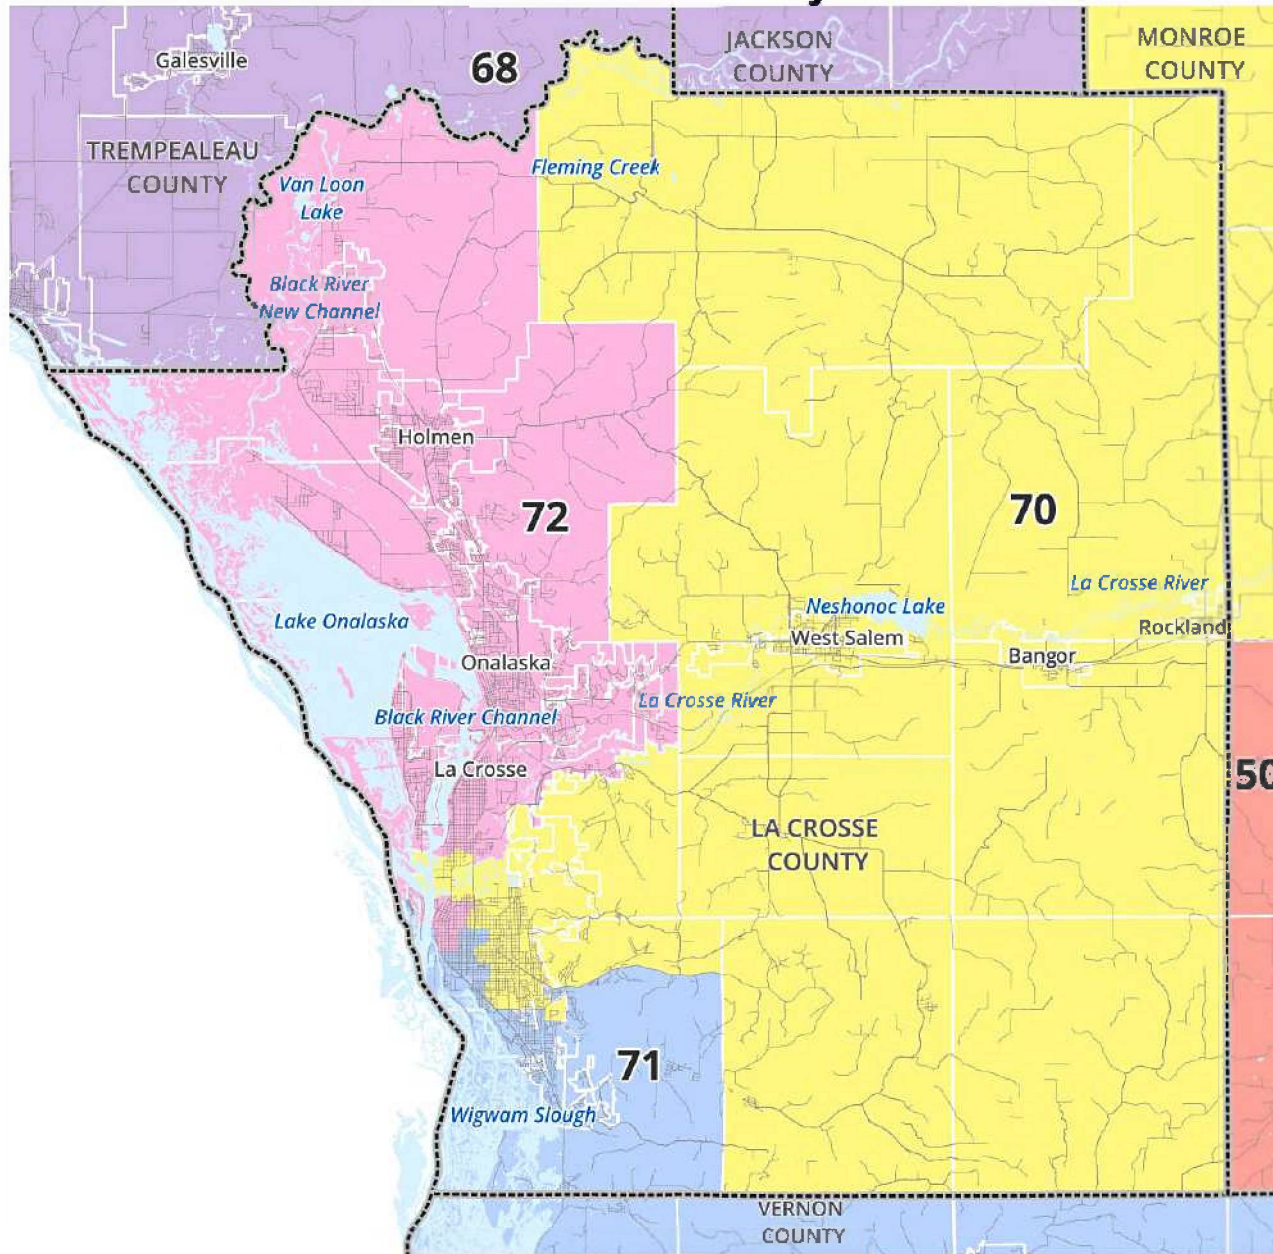 JACKSON
COUNTY
MONROE
COUNTY
Galesville
68
TREMPEALEAU
COUNTY
Fleming Creek
Van Loon
Lake
Black River
New Channel
Holmen
72
70
La Crosse River
Neshonoc Lake
Lake Onalaska
Rockland
West Salem
Bangor
Onalaska
La Crosse River
Black River Channel
La Crosse
50
LA CROSSE
COUNTY
71
Wigwam Slough
VERNON
COUNTY